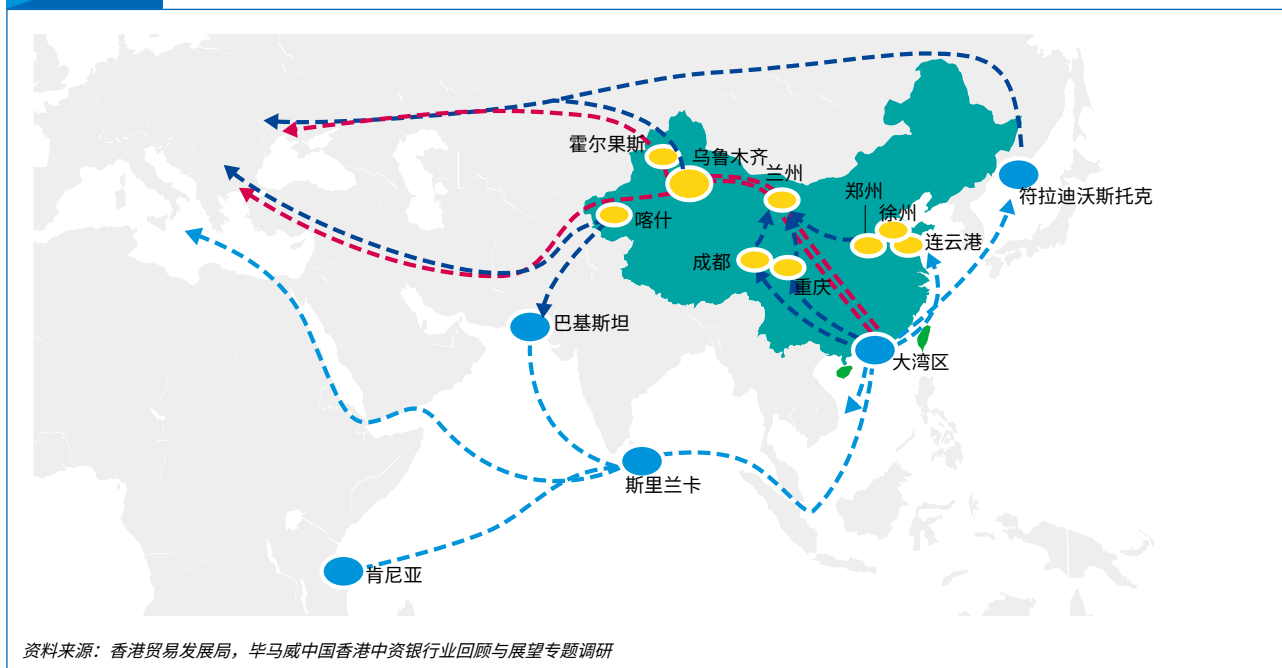 霍尔果斯
乌鲁木齐
兰州
郑州
符拉迪沃斯托克
徐州
喀什
连云港
成都
重庆
巴基斯坦
大湾区
斯里兰卡
肯尼亚
资料来源：香港贸易发展局，毕马威中国香港中资银行业回顾与展望专题调研